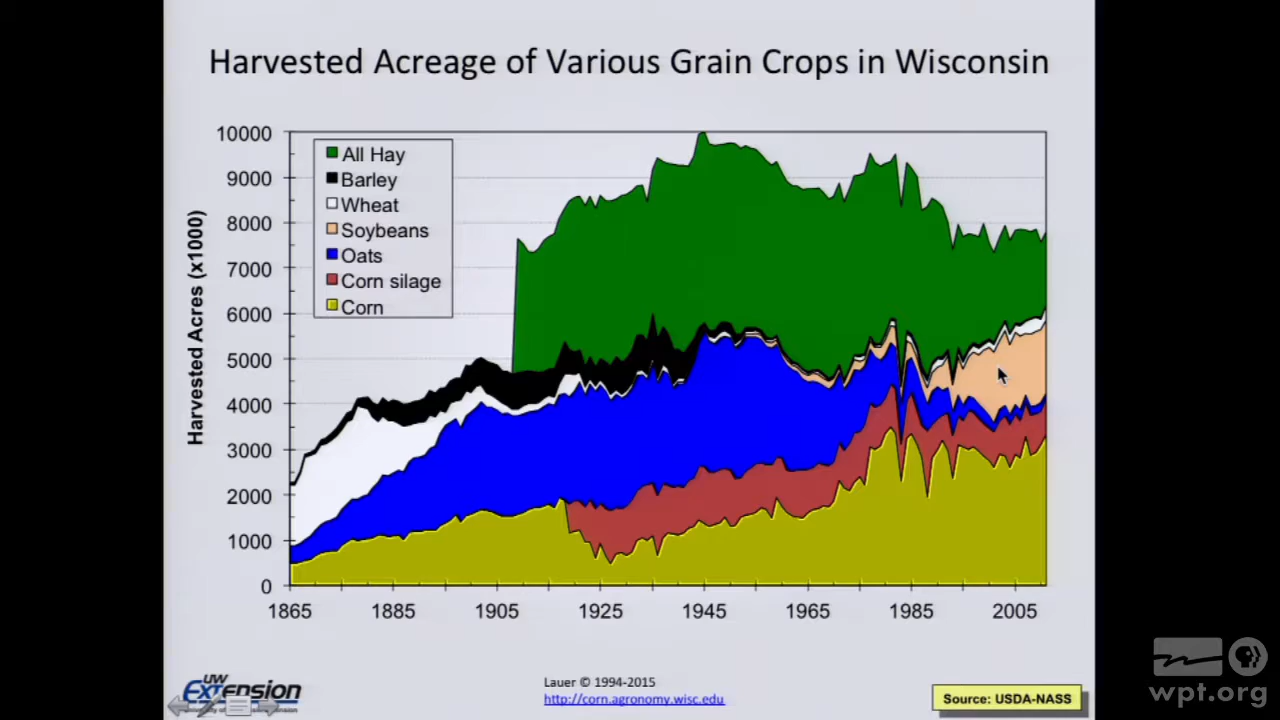 Harvested Acreage of Various Grain Crops in Wisconsin
Harvested Acres (x1000)
10000
9000
8000
7000
6000
5000
4000
3000
2000
1000
0
All Hay
Barley
Wheat
Soybeans
Oats
Corn silage
Corn
1865 1885 1905 1925 1945 1965 1985 2005
UW
Extension
Lauer © 1994-2015
http://corn.agronomy.wisc.edu
Source: USDA-NASS
wpt.org